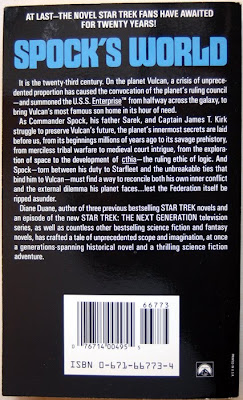 AT LAST—THE NOVEL STAR TREK FANS HAVE AWAITED
FOR TWENTY YEARS!
SPOCK'S WORLD
It is the twenty-third century. On the planet Vulcan, a crisis of unprece-
dented proportion has caused the convocation of the planet's ruling council
—and summoned the U.S.S. Enterprise™ from halfway across the galaxy, to
bring Vulcan's most famous son home in its hour of need.
As Commander Spock, his father Sarek, and Captain James T. Kirk
struggle to preserve Vulcan's future, the planet's innermost secrets are laid
before us, from its beginnings millions of years ago to its savage prehistory,
from merciless tribal warfare to medieval court intrigue, from the exploration
of space to the development of cthia—the ruling ethic of logic. And
Spock—torn between his duty to Starfleet and the unbreakable ties that
bind him to Vulcan—must find a way to reconcile both his own inner conflict
and the external dilemma his planet faces...lest the Federation itself be
ripped asunder.
Diane Duane, author of three previous bestselling STAR TREK novels and
an episode of the new STAR TREK: THE NEXT GENERATION television
series, as well as countless other bestselling science fiction and fantasy
novels, has crafted a tale of unprecedented scope and imagination, at once
a generations-spanning historical novel and a thrilling science fiction
adventure.
66773
0 76714 00495
ISBN 0-671-66773-4